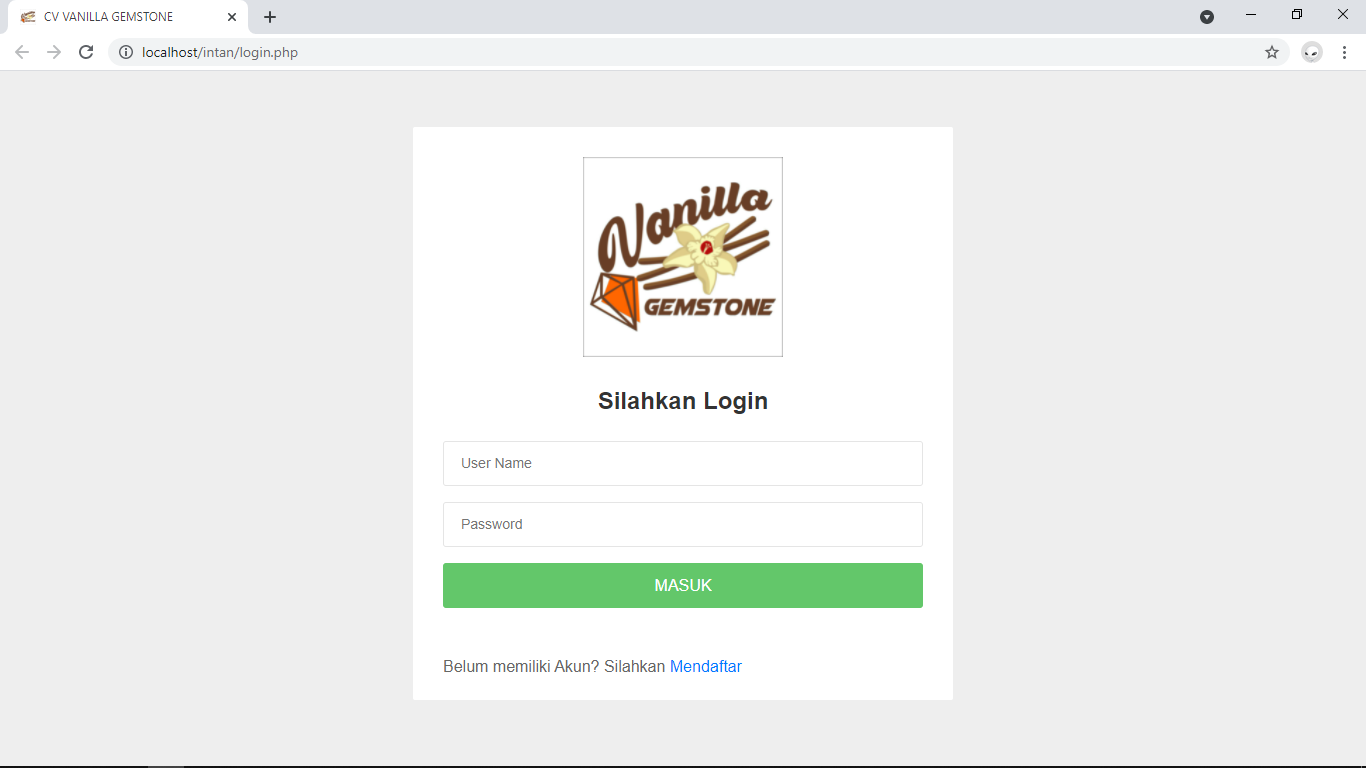 CV VANILLA GEMSTONE
localhost/intan/login.php
Vanilla
GEMSTONE
Silahkan Login
User Name
Password
MASUK
Belum memiliki Akun? Silahkan Mendaftar